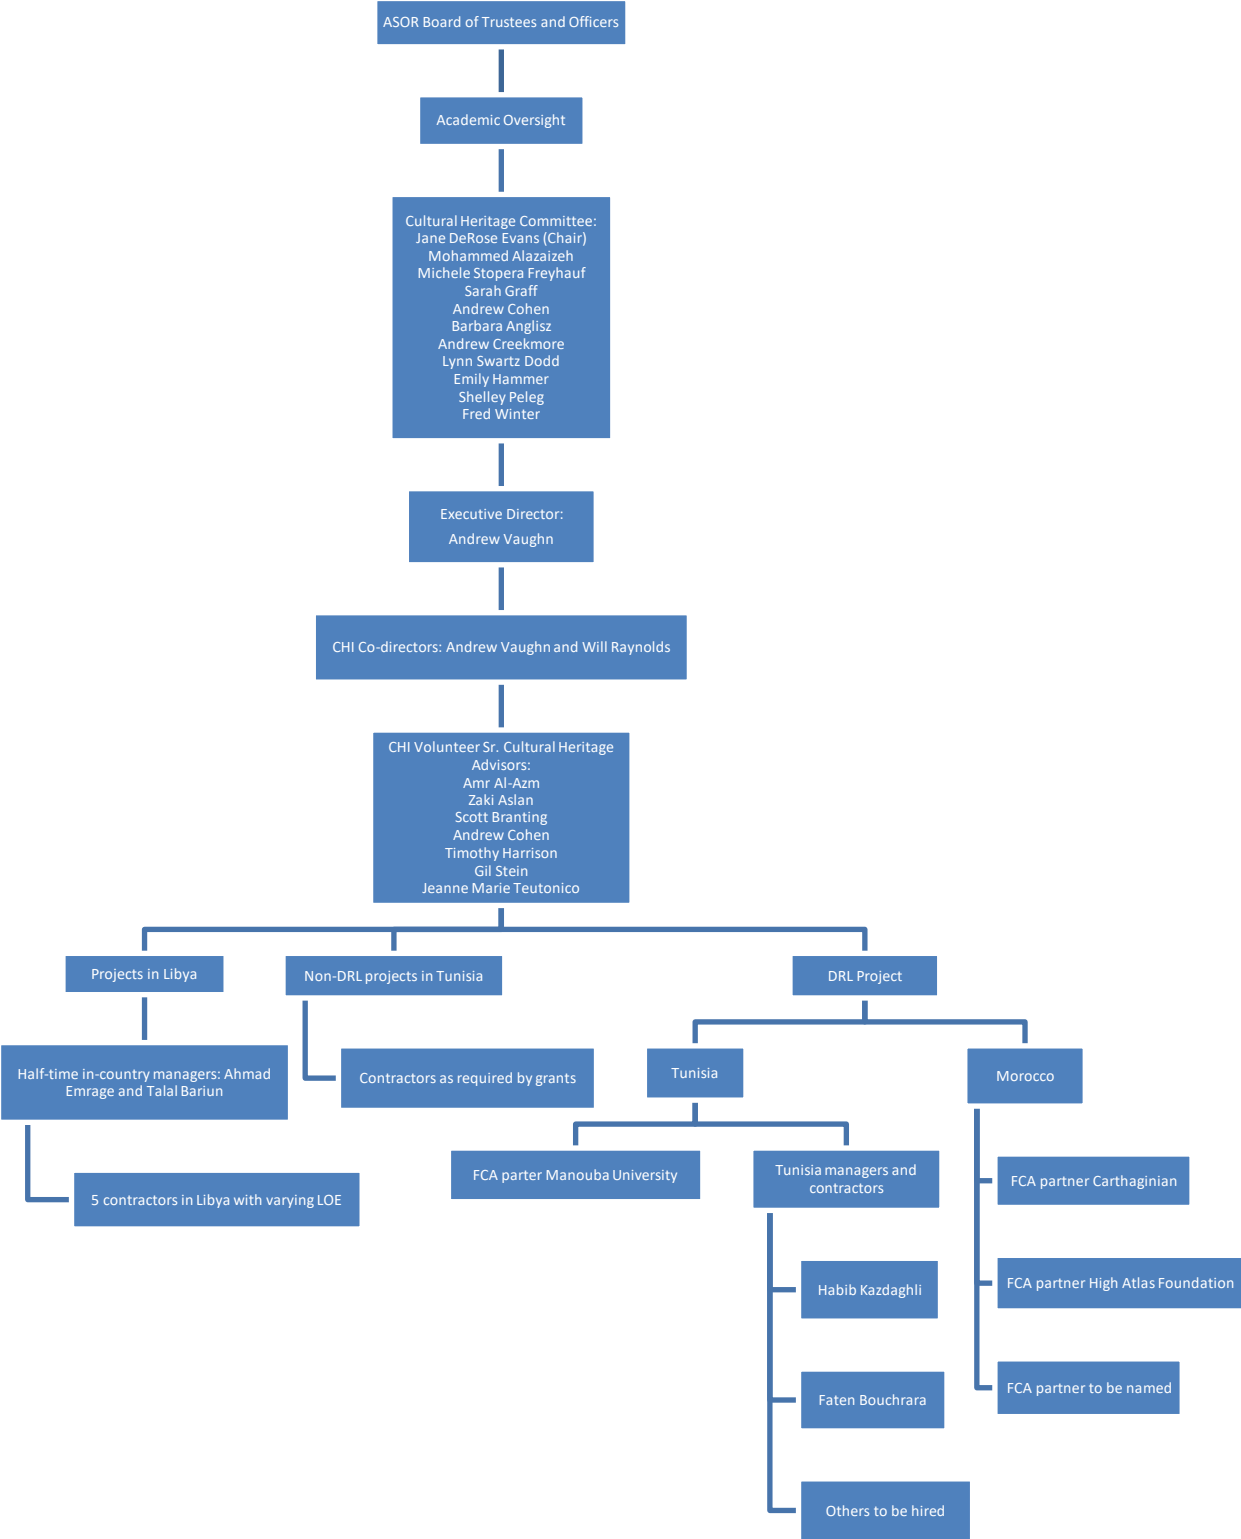 ASOR Board of Trustees and Officers
Academic Oversight
Cultural Heritage Committee:
Jane DeRose Evans (Chair)
Mohammed Alazaizeh
Michele Stopera Freyhauf
Sarah Graff
Andrew Cohen
Barbara Anglisz
Andrew Creekmore
Lynn Swartz Dodd
Emily Hammer
Shelley Peleg
Fred Winter
Executive Director:
Andrew Vaughn
CHI Co-directors: Andrew Vaughn and Will Raynolds
CHI Volunteer Sr. Cultural Heritage
Advisors:
Amr Al-Azm
Zaki Aslan
Scott Branting
Andrew Cohen
Timothy Harrison
Gil Stein
Jeanne Marie Teutonico
Projects in Libya
Non-DRL projects in Tunisia
DRL Project
Half-time in-country managers: Ahmad
Emrage and Talal Bariun
Contractors as required by grants
Tunisia
Morocco
5 contractors in Libya with varying LOE
FCA parter Manouba University
Tunisia managers and
contractors
FCA partner Carthaginian
Habib Kazdaghli
FCA partner High Atlas Foundation
Faten Bouchrara
FCA partner to be named
Others to be hired